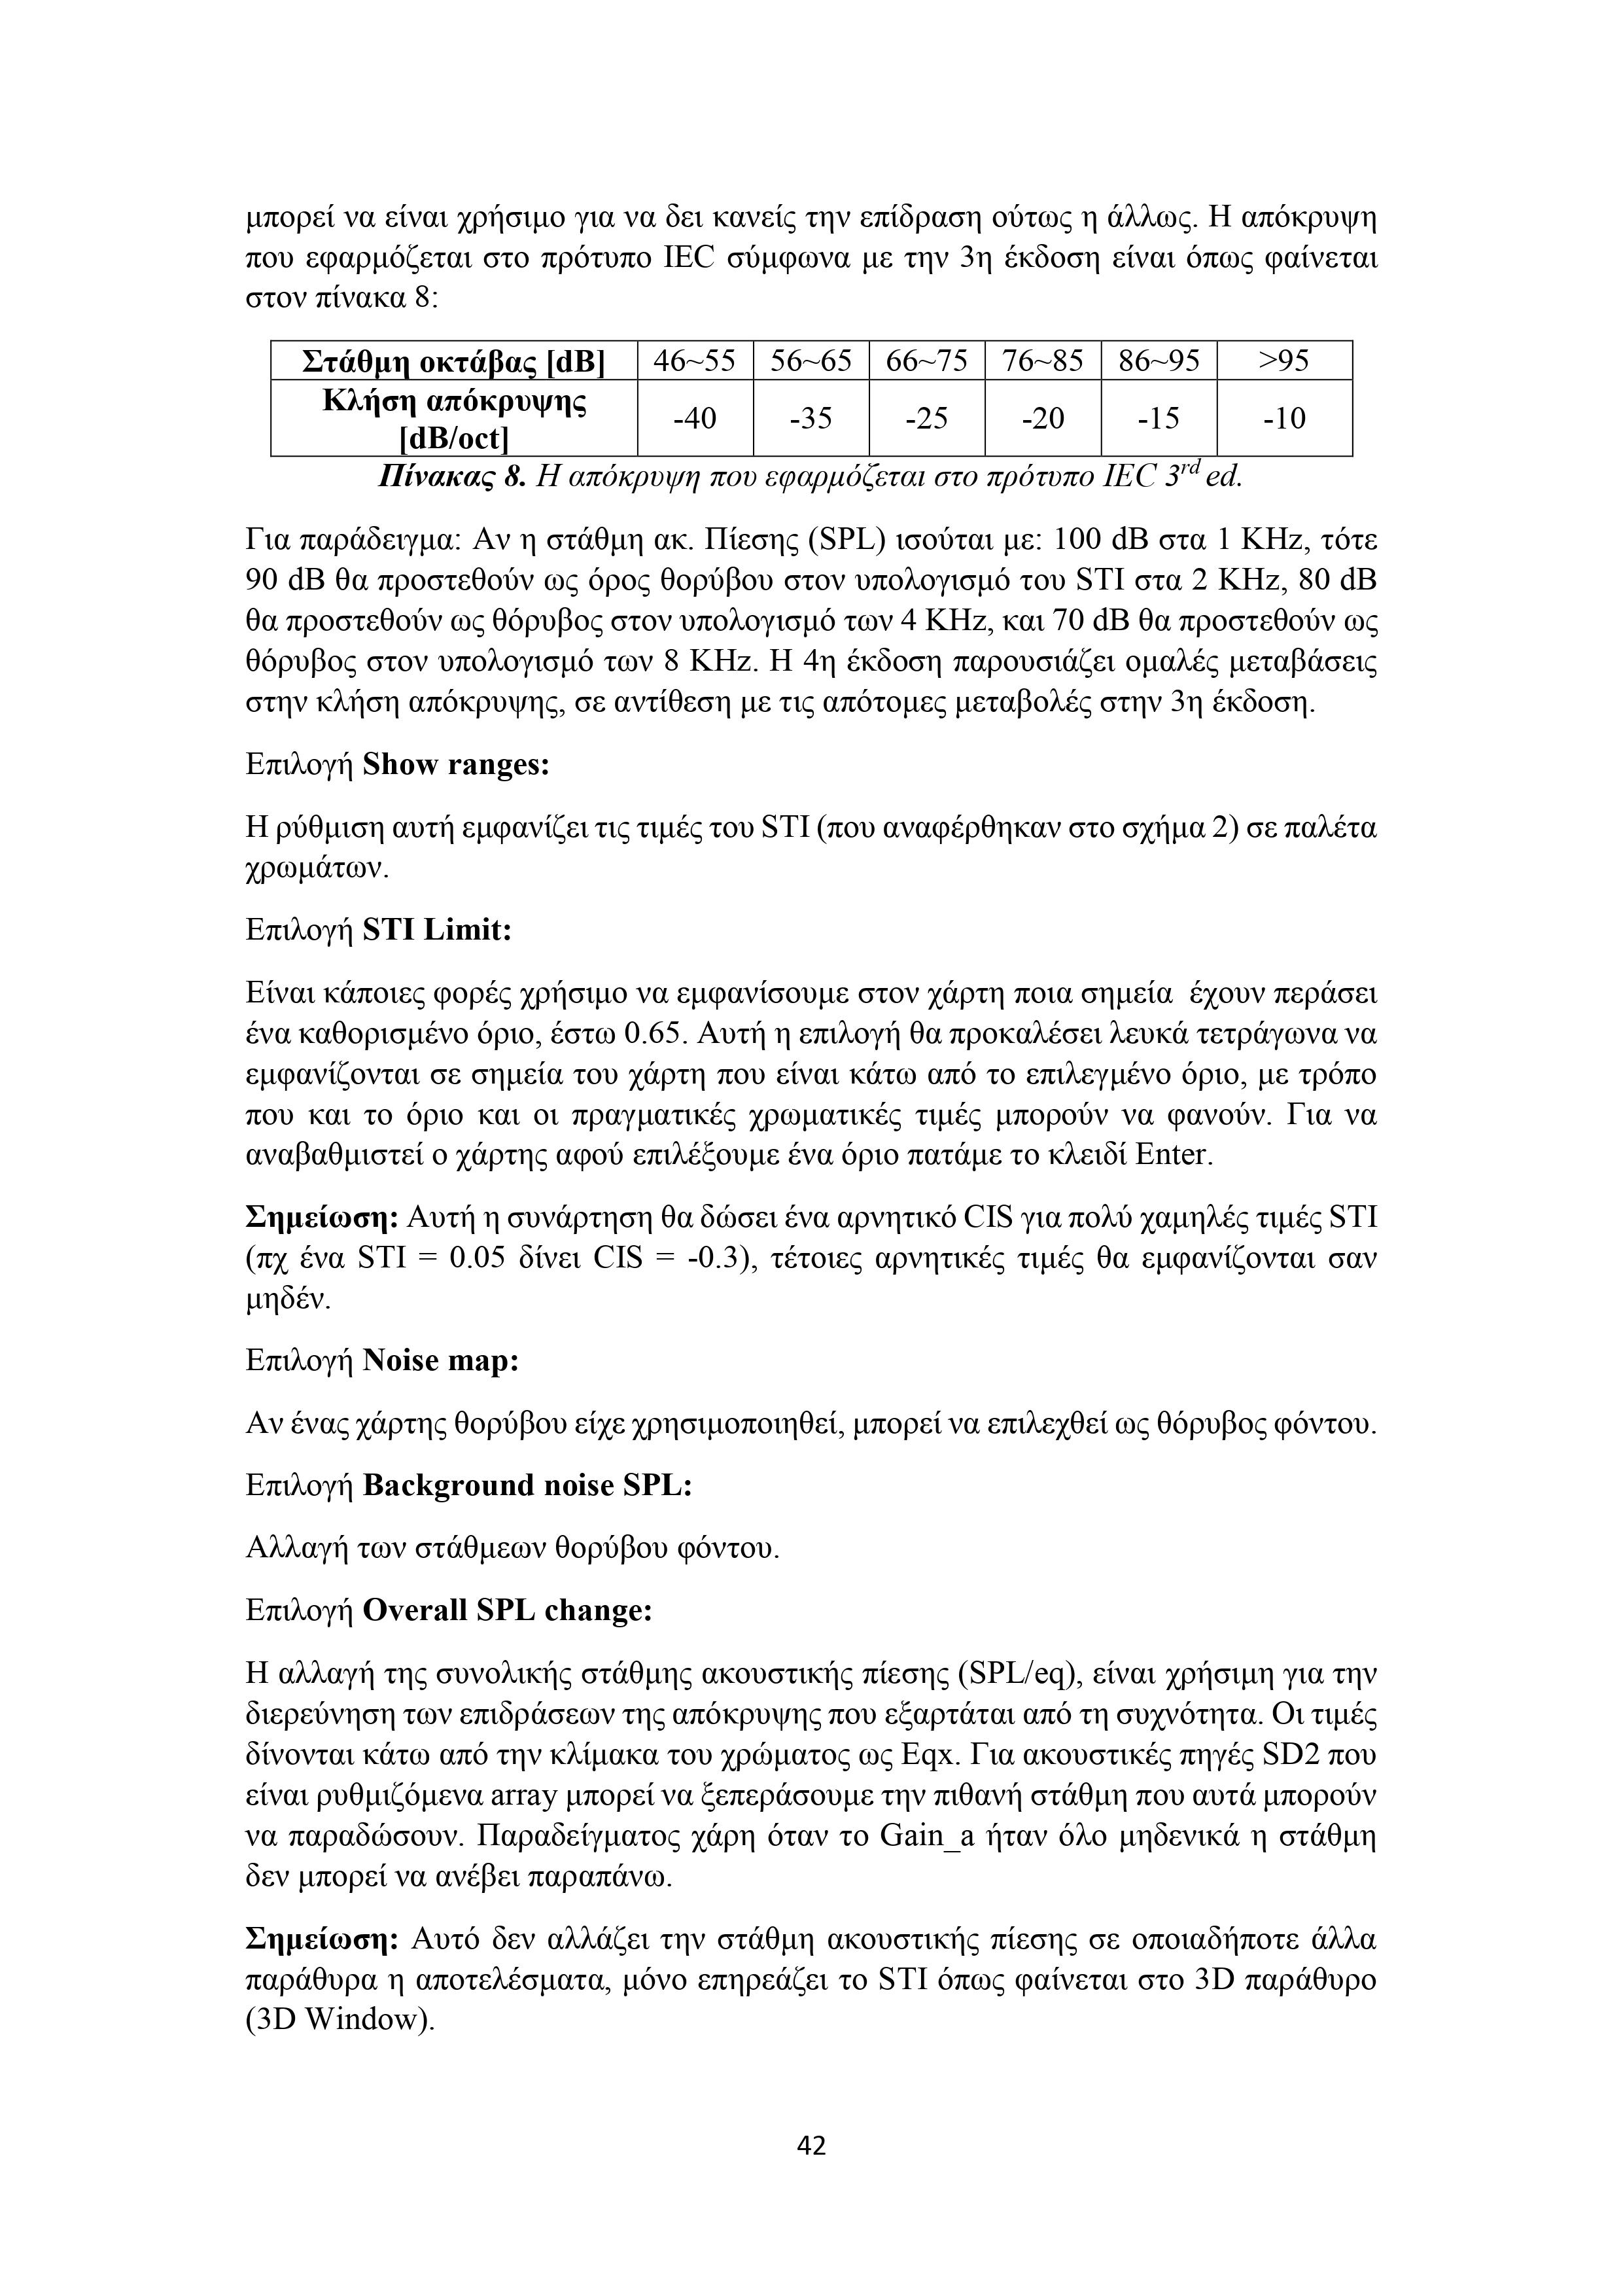 μπορεί να είναι χρήσιμο για να δει κανείς την επίδραση ούτως η άλλως. Η απόκρυψη
που εφαρμόζεται στο πρότυπο IEC σύμφωνα με την 3η έκδοση είναι όπως φαίνεται
στον πίνακα 8:
Στάθμη οκτάβας [dB] 46~55 56~65 66~75 76~85 86~95 >95
Κλήση απόκρυψης
[dB/oct] -40 -35 -25 -20 -15 -10
Πίνακας 8. Η απόκρυψη που εφαρμόζεται στο πρότυπο IEC 3rd ed.
Για παράδειγμα: Αν η στάθμη ακ. Πίεσης (SPL) ισούται με: 100 dB στα 1 KHz, τότε
90 dB θα προστεθούν ως όρος θορύβου στον υπολογισμό του STI στα 2 KHz, 80 dB
θα προστεθούν ως θόρυβος στον υπολογισμό των 4 KHz, και 70 dB θα προστεθούν ως
θόρυβος στον υπολογισμό των 8 KHz. Η 4η έκδοση παρουσιάζει ομαλές μεταβάσεις
στην κλήση απόκρυψης, σε αντίθεση με τις απότομες μεταβολές στην 3η έκδοση.
Επιλογή Show ranges:
Η ρύθμιση αυτή εμφανίζει τις τιμές του STI (που αναφέρθηκαν στο σχήμα 2) σε παλέτα
χρωμάτων.
Επιλογή STI Limit:
Είναι κάποιες φορές χρήσιμο να εμφανίσουμε στον χάρτη ποια σημεία έχουν περάσει
ένα καθορισμένο όριο, έστω 0.65. Αυτή η επιλογή θα προκαλέσει λευκά τετράγωνα να
εμφανίζονται σε σημεία του χάρτη που είναι κάτω από το επιλεγμένο όριο, με τρόπο
που και το όριο και οι πραγματικές χρωματικές τιμές μπορούν να φανούν. Για να
αναβαθμιστεί ο χάρτης αφού επιλέξουμε ένα όριο πατάμε το κλειδί Enter.
Σημείωση: Αυτή η συνάρτηση θα δώσει ένα αρνητικό CIS για πολύ χαμηλές τιμές STI
(πχ ένα STI = 0.05 δίνει CIS = -0.3), τέτοιες αρνητικές τιμές θα εμφανίζονται σαν
μηδέν.
Επιλογή Noise map:
Αν ένας χάρτης θορύβου είχε χρησιμοποιηθεί, μπορεί να επιλεχθεί ως θόρυβος φόντου.
Επιλογή Background noise SPL:
Αλλαγή των στάθμεων θορύβου φόντου.
Επιλογή Overall SPL change:
Η αλλαγή της συνολικής στάθμης ακουστικής πίεσης (SPL/eq), είναι χρήσιμη για την
διερεύνηση των επιδράσεων της απόκρυψης που εξαρτάται από τη συχνότητα. Οι τιμές
δίνονται κάτω από την κλίμακα του χρώματος ως Eqx. Για ακουστικές πηγές SD2 που
είναι ρυθμιζόμενα array μπορεί να ξεπεράσουμε την πιθανή στάθμη που αυτά μπορούν
να παραδώσουν. Παραδείγματος χάρη όταν το Gain_a ήταν όλο μηδενικά η στάθμη
δεν μπορεί να ανέβει παραπάνω.
Σημείωση: Αυτό δεν αλλάζει την στάθμη ακουστικής πίεσης σε οποιαδήποτε άλλα
παράθυρα η αποτελέσματα, μόνο επηρεάζει το STI όπως φαίνεται στο 3D παράθυρο
(3D Window).
42